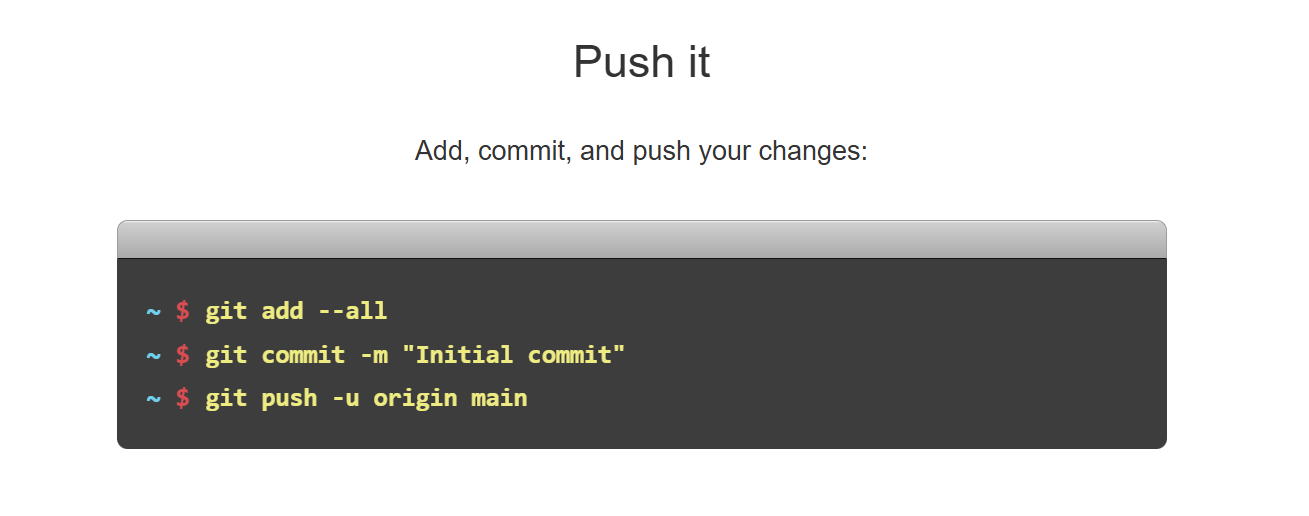 Push it
Add, commit, and push your changes:
~ $ git add --all
~ $ git commit -m "Initial commit"
~ $ git push -u origin main